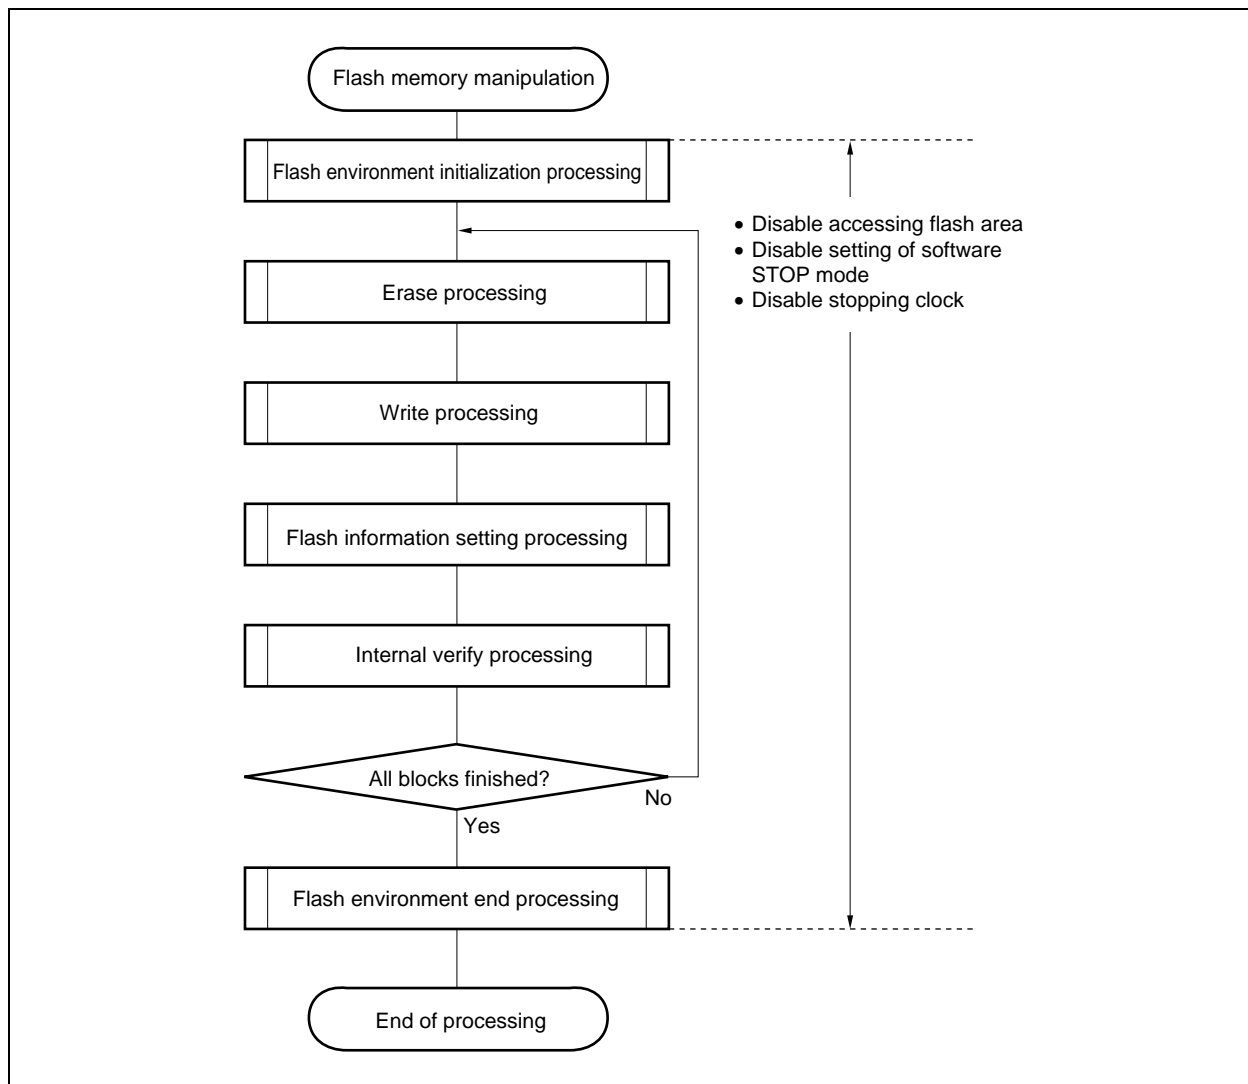 Flash memory manipulation
Flash environment initialization processing
• Disable accessing flash area
• Disable setting of software
STOP mode
• Disable stopping clock
Erase processing
Write processing
Flash information setting processing
Internal verify processing
All blocks finished?
No
Yes
Flash environment end processing
End of processing